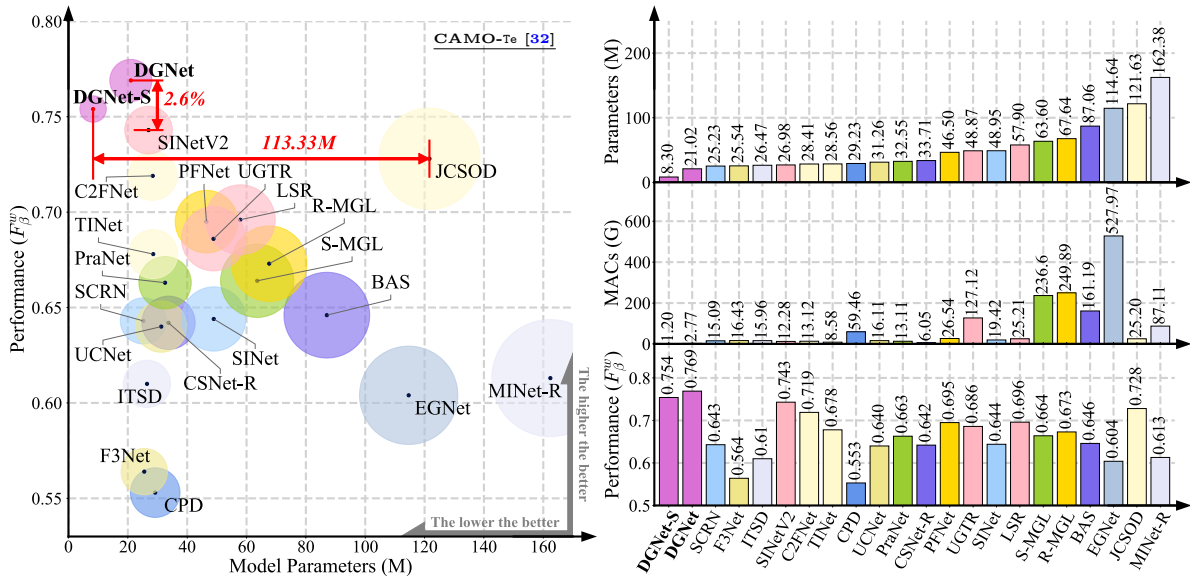 0.80
0.75
0.70
0.65
0.60
0.55
Performance (F_β^w)
CAMO-Te [32]
DGNet
DGNet-S
2.6%
SINetV2
113.33M
JCSOD
C2FNet
PFNet
UGTR
LSR
R-MGL
TINet
S-MGL
PraNet
BAS
SCRN
UCNet
SINet
CSNet-R
ITSD
EGNet
MINet-R
F3Net
CPD
The higher the better
The lower the better
0 20 40 60 80 100 120 140 160
Model Parameters (M)
Parameters (M)
200
100
0
8.30 21.02 25.23 25.54 26.47 26.98 28.41 28.56 29.23 31.26 32.55 33.71 46.50 48.87 48.95 57.90 63.60 67.64 87.06 114.64 121.63 162.38
MACs (G)
600
400
200
0
1.20 2.77 15.09 16.43 15.96 12.28 13.12 8.58 59.46 16.11 13.11 6.05 26.54 127.12 19.42 25.21 236.6 249.89 161.19 527.97 25.20 87.11
Performance (F_β^w)
0.8
0.7
0.6
0.5
0.754 0.769 0.643 0.564 0.61 0.743 0.719 0.678 0.553 0.640 0.663 0.642 0.695 0.686 0.644 0.696 0.664 0.673 0.646 0.604 0.728 0.613
DGNet-S DGNet SCRN F3Net ITSD SINetV2 C2FNet TINet CPD UCNet PraNet CSNet-R PFNet UGTR SINet LSR S-MGL R-MGL BAS EGNet JCSOD MINet-R